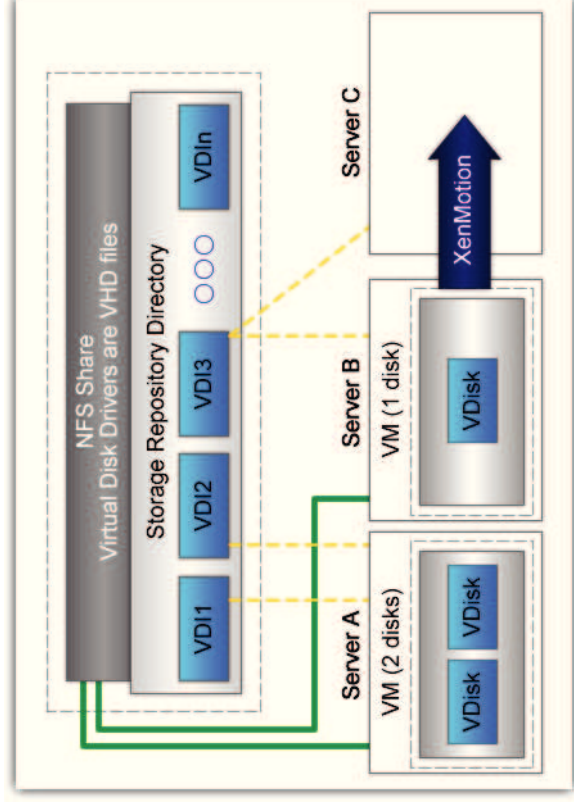 NFS Share
Virtual Disk Drivers are VHD files
Storage Repository Directory
VDI1
VDI2
VDI3
VDIn
Server A
VM (2 disks)
VDisk
VDisk
Server B
VM (1 disk)
VDisk
XenMotion
Server C